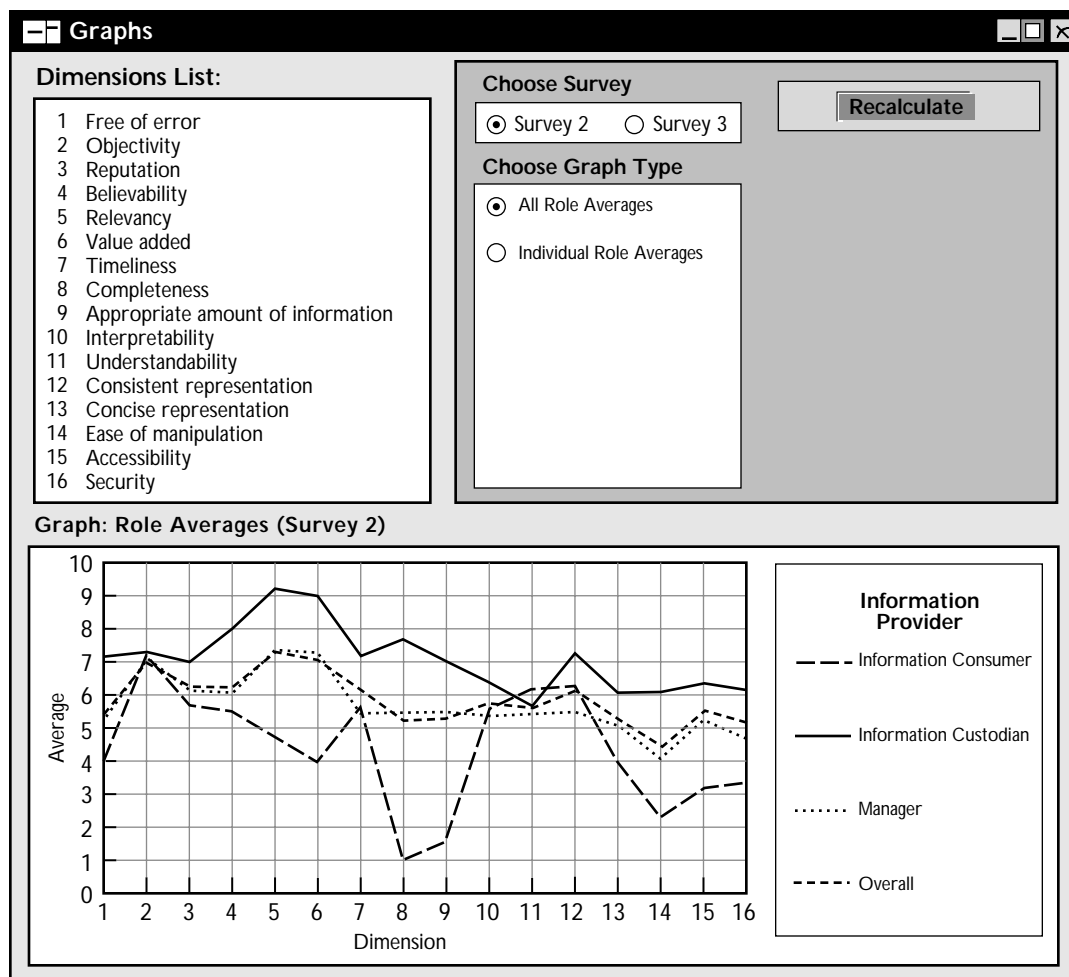 Graphs
Dimensions List:
1 Free of error
2 Objectivity
3 Reputation
4 Believability
5 Relevancy
6 Value added
7 Timeliness
8 Completeness
9 Appropriate amount of information
10 Interpretability
11 Understandability
12 Consistent representation
13 Concise representation
14 Ease of manipulation
15 Accessibility
16 Security
Choose Survey
Survey 2 Survey 3
Choose Graph Type
All Role Averages
Individual Role Averages
Recalculate
Graph: Role Averages (Survey 2)
Average
10
9
8
7
6
5
4
3
2
1
0
1 2 3 4 5 6 7 8 9 10 11 12 13 14 15 16
Dimension
Information
Provider
Information Consumer
Information Custodian
Manager
Overall